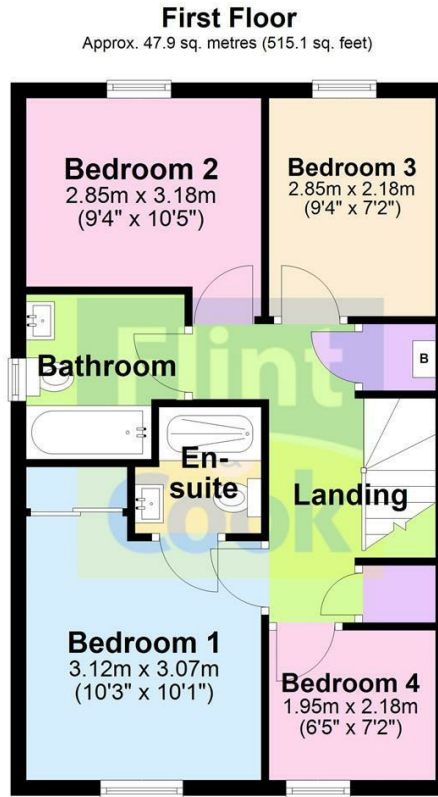 First Floor
Approx. 47.9 sq. metres (515.1 sq. feet)
Bedroom 2
2.85m x 3.18m
(9'4" x 10'5")
Bedroom 3
2.85m x 2.18m
(9'4" x 7'2")
Flint
&
Cook
Bathroom
B
En-
suite
Landing
Bedroom 1
3.12m x 3.07m
(10'3" x 10'1")
Bedroom 4
1.95m x 2.18m
(6'5" x 7'2")